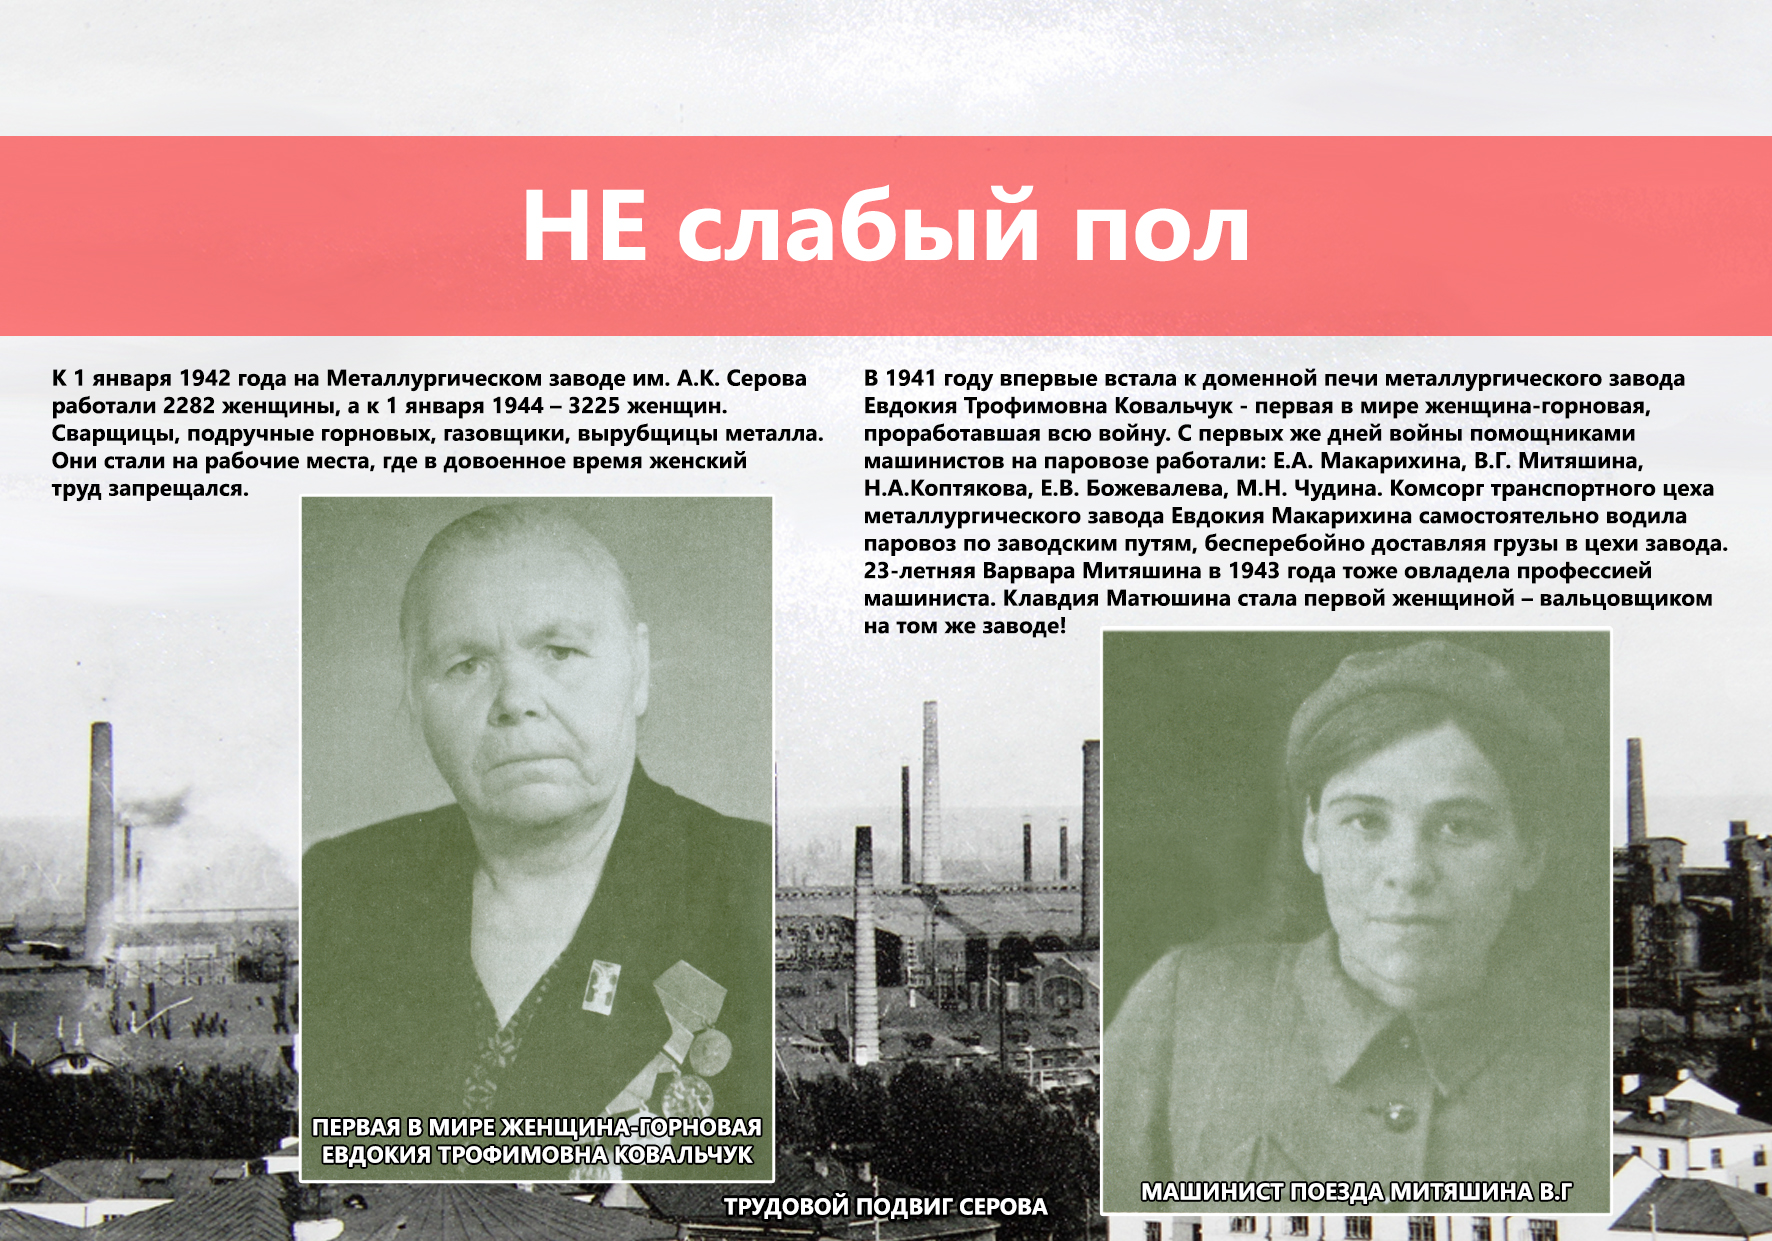 НЕ слабый пол
К 1 января 1942 года на Металлургическом заводе им. А.К. Серова
работали 2282 женщины, а к 1 января 1944 – 3225 женщин.
Сварщицы, подручные горновых, газовщики, вырубщицы металла.
Они стали на рабочие места, где в довоенное время женский
труд запрещался.
В 1941 году впервые встала к доменной печи металлургического завода
Евдокия Трофимовна Ковальчук - первая в мире женщина-горновая,
проработавшая всю войну. С первых же дней войны помощниками
машинистов на паровозе работали: Е.А. Макарихина, В.Г. Митяшина,
Н.А.Коптякова, Е.В. Божевалева, М.Н. Чудина. Комсорг транспортного цеха
металлургического завода Евдокия Макарихина самостоятельно водила
паровоз по заводским путям, бесперебойно доставляя грузы в цехи завода.
23-летняя Варвара Митяшина в 1943 года тоже овладела профессией
машиниста. Клавдия Матюшина стала первой женщиной – вальцовщиком
на том же заводе!
ПЕРВАЯ В МИРЕ ЖЕНЩИНА-ГОРНОВАЯ
ЕВДОКИЯ ТРОФИМОВНА КОВАЛЬЧУК
МАШИНИСТ ПОЕЗДА МИТЯШИНА В.Г
ТРУДОВОЙ ПОДВИГ СЕРОВА